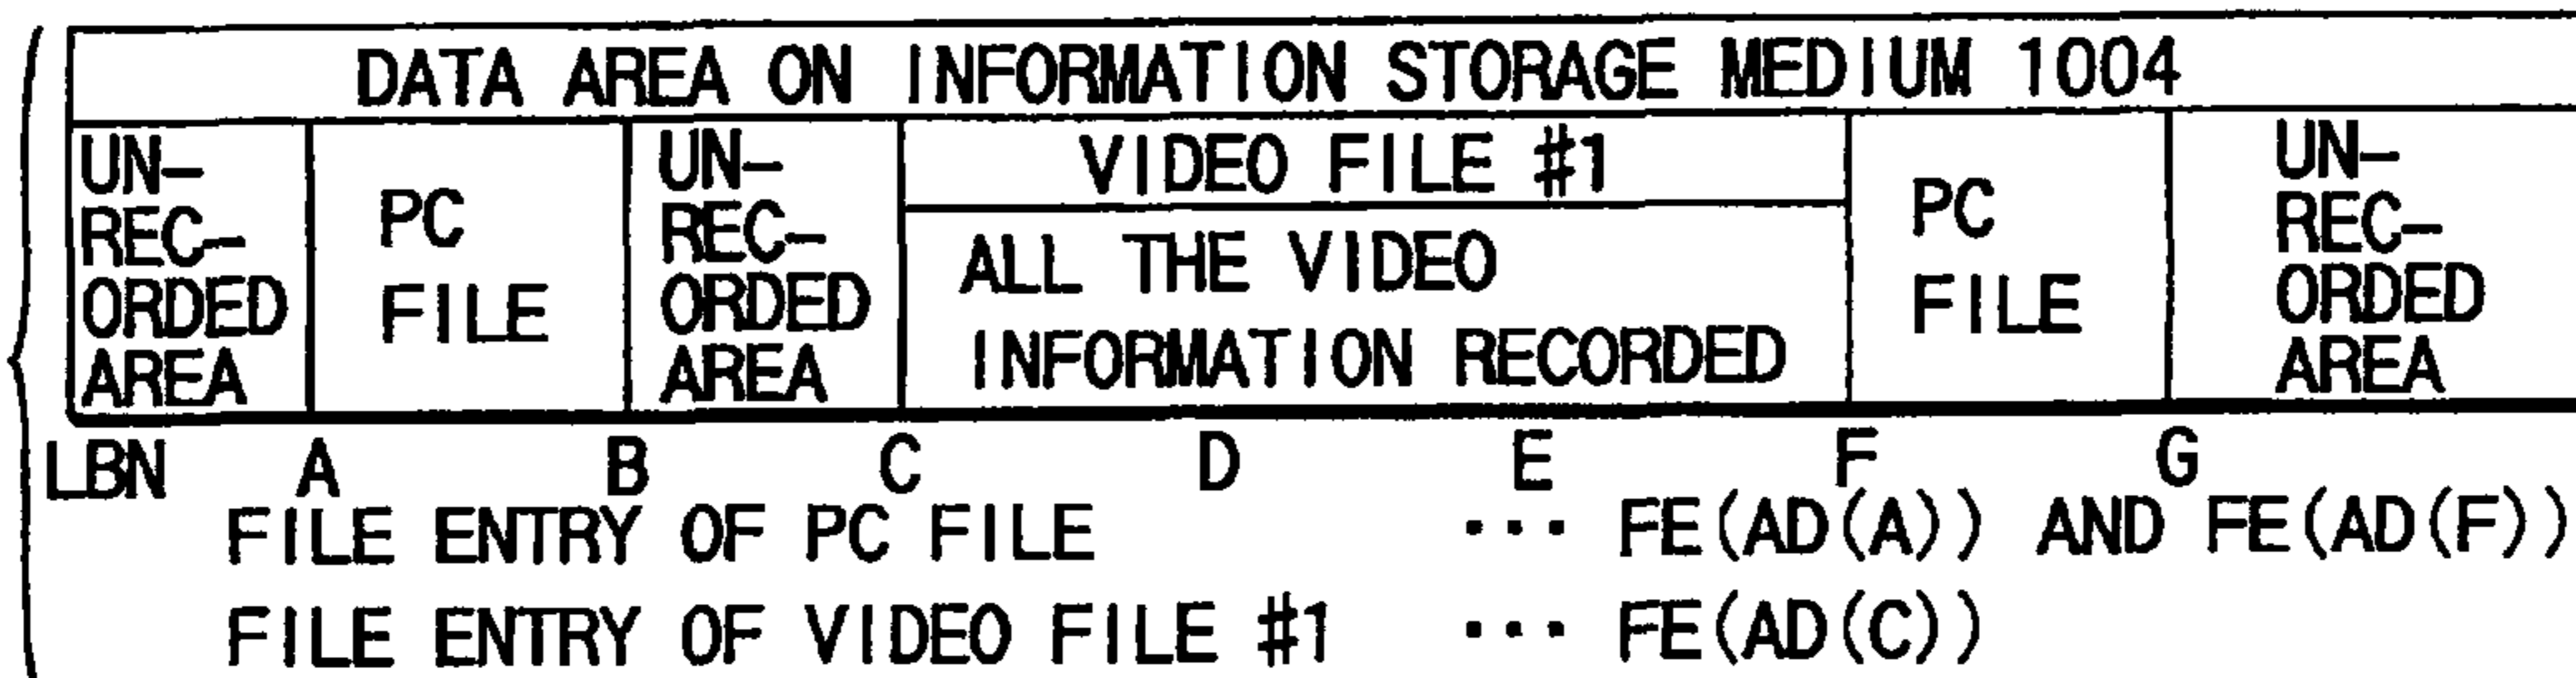 DATA AREA ON INFORMATION STORAGE MEDIUM 1004
UN-
REC-
ORDED
AREA
PC
FILE
UN-
REC-
ORDED
AREA
VIDEO FILE #1
ALL THE VIDEO
INFORMATION RECORDED
PC
FILE
UN-
REC-
ORDED
AREA
LBN A B C D E F G
FILE ENTRY OF PC FILE ··· FE(AD(A)) AND FE(AD(F))
FILE ENTRY OF VIDEO FILE #1 ··· FE(AD(C))